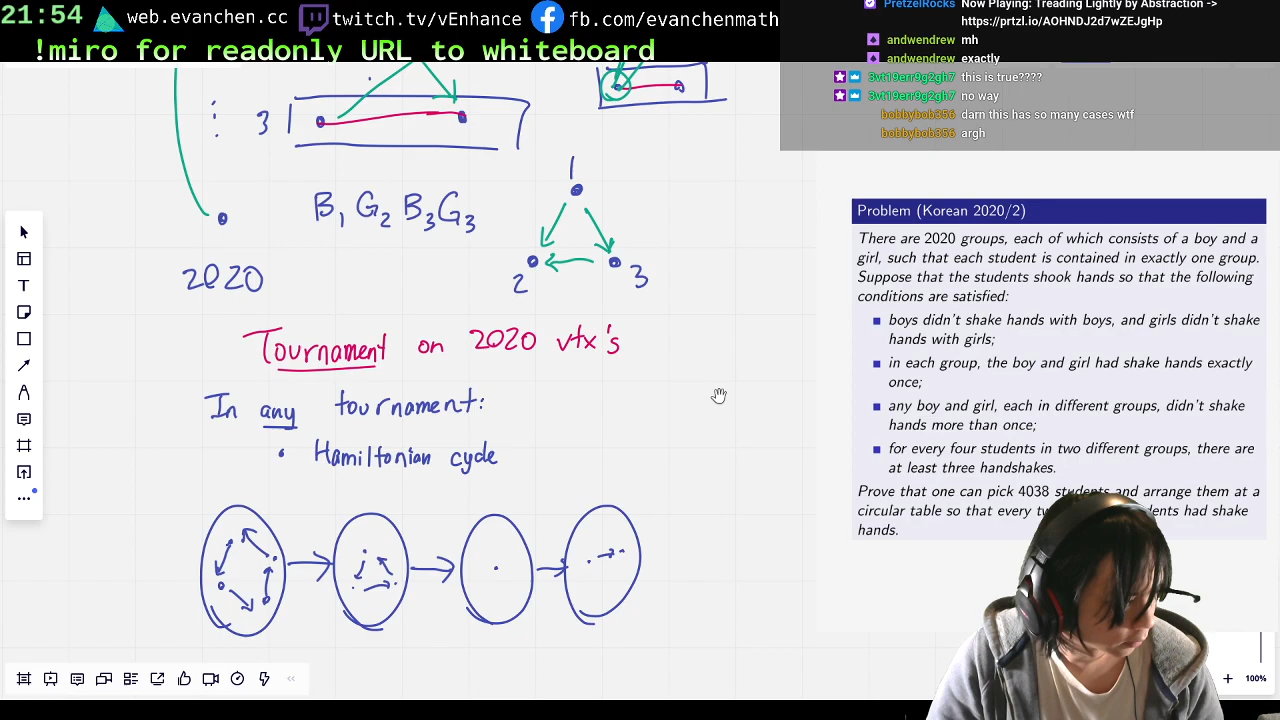 21:54 web.evanchen.cc twitch.tv/vEnhance fb.com/evanchenmath
!miro for readonly URL to whiteboard
PretzelRocks Now Playing: Treading Lightly by Abstraction ->
https://prtzl.io/AOHNDJ2d7wZEJgHp
andwendrew mh
andwendrew exactly
3vt19err9g2gh7 this is true????
3vt19err9g2gh7 no way
bobbybob356 darn this has so many cases wtf
bobbybob356 argh
3
B1 G2 B3 G3
1
2 3
2020
Tournament on 2020 vtx's
In any tournament:
• Hamiltonian cycle
Problem (Korean 2020/2)
There are 2020 groups, each of which consists of a boy and a
girl, such that each student is contained in exactly one group.
Suppose that the students shook hands so that the following
conditions are satisfied:
boys didn't shake hands with boys, and girls didn't shake
hands with girls;
in each group, the boy and girl had shake hands exactly
once;
any boy and girl, each in different groups, didn't shake
hands more than once;
for every four students in two different groups, there are
at least three handshakes.
Prove that one can pick 4038 students and arrange them at a
circular table so that every tw dents had shake
hands.
T
100%